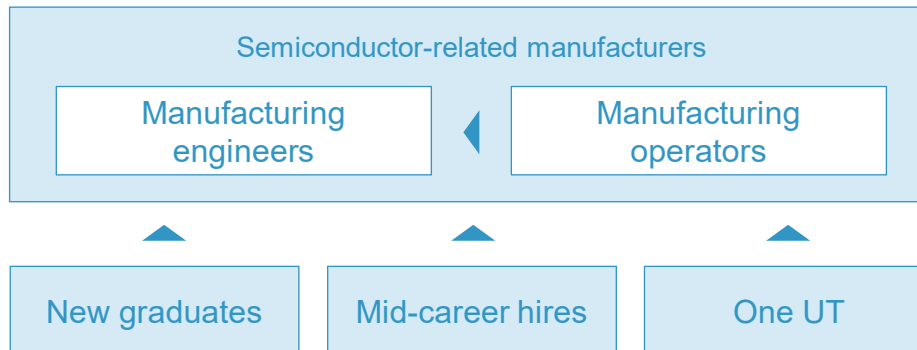 Semiconductor-related manufacturers
Manufacturing
engineers
Manufacturing
operators
New graduates
Mid-career hires
One UT